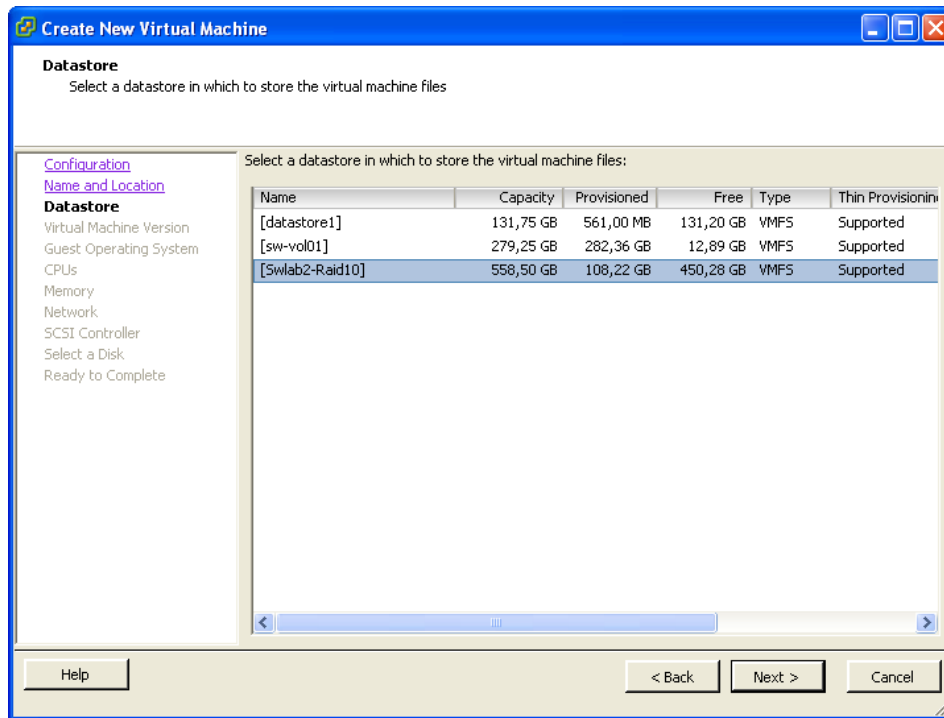 Create New Virtual Machine
Datastore
Select a datastore in which to store the virtual machine files
Configuration
Name and Location
Datastore
Virtual Machine Version
Guest Operating System
CPUs
Memory
Network
SCSI Controller
Select a Disk
Ready to Complete
Select a datastore in which to store the virtual machine files:
Name Capacity Provisioned Free Type Thin Provisionin
[datastore1] 131,75 GB 561,00 MB 131,20 GB VMFS Supported
[sw-vol01] 279,25 GB 282,36 GB 12,89 GB VMFS Supported
[Swlab2-Raid10] 558,50 GB 108,22 GB 450,28 GB VMFS Supported
Help < Back Next > Cancel